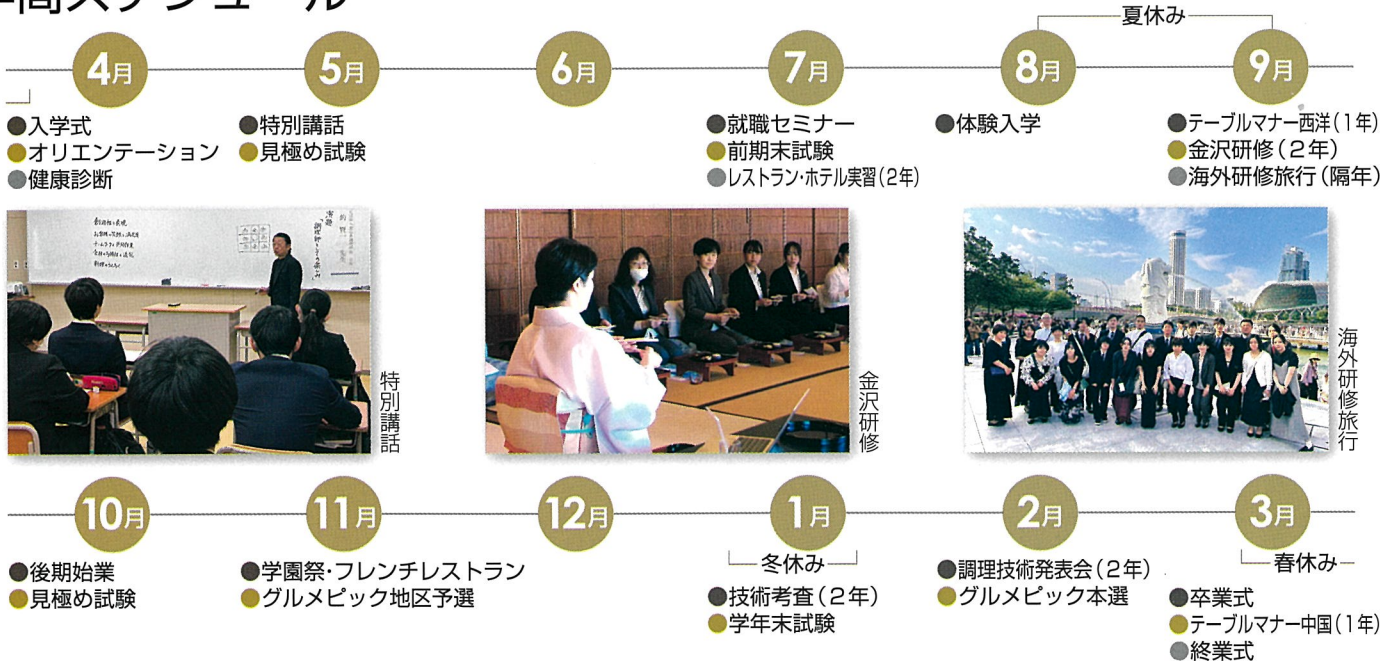 4月
5月
6月
7月
夏休み
8月
9月
●入学式
●オリエンテーション
●健康診断
●特別講話
●見極め試験
●就職セミナー
●前期末試験
●レストラン・ホテル実習(2年)
●体験入学
●テーブルマナー西洋(1年)
●金沢研修(2年)
●海外研修旅行(隔年)
特別講話
金沢研修
海外研修旅行
10月
11月
12月
1月
2月
3月
●後期始業
●見極め試験
●学園祭・フレンチレストラン
●グルメピック地区予選
冬休み
●技術考査(2年)
●学年末試験
●調理技術発表会(2年)
●グルメピック本選
春休み
●卒業式
●テーブルマナー中国(1年)
●終業式